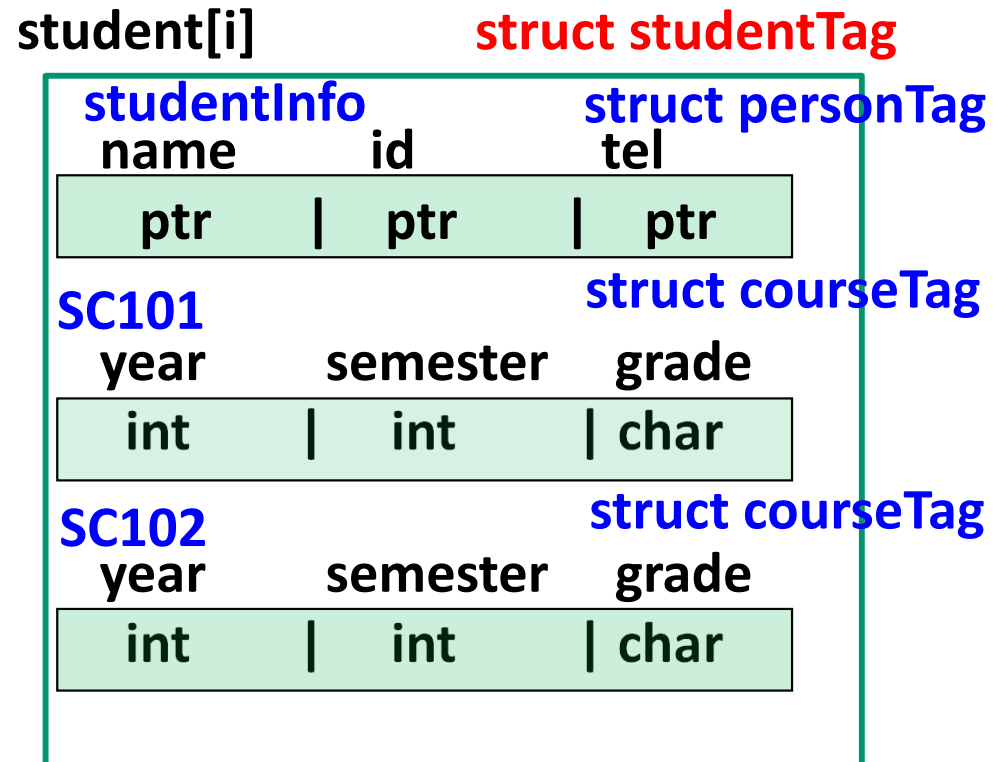 student[i] struct studentTag
studentInfo struct personTag
name id tel
ptr | ptr | ptr
SC101 struct courseTag
year semester grade
int | int | char
SC102 struct courseTag
year semester grade
int | int | char